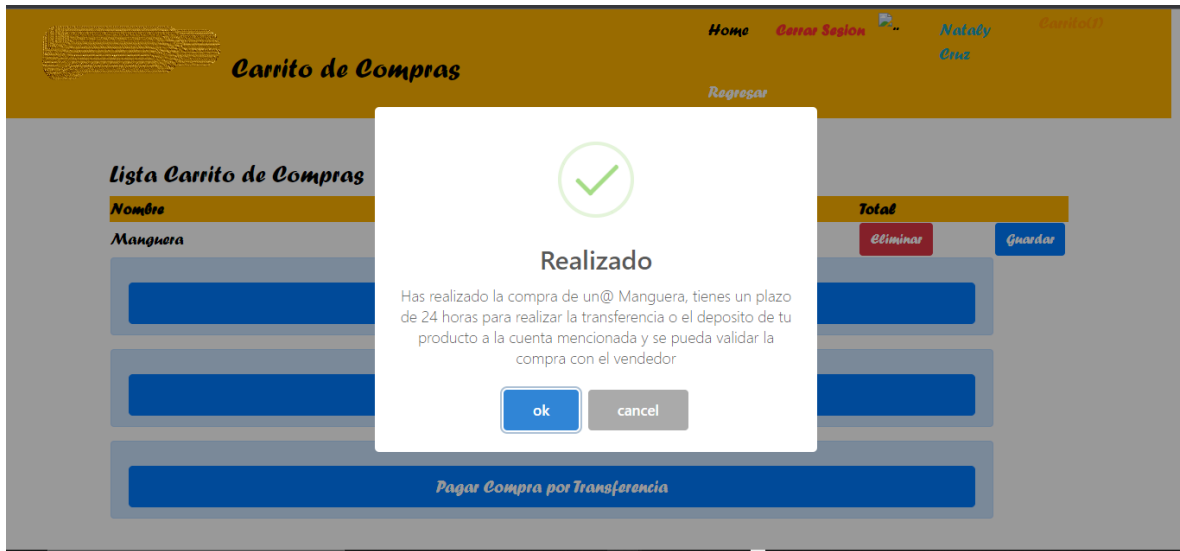 Home Cerrar Sesion Nataly Carrito(1)
Cruz
Carrito de Compras
Regresar
Lista Carrito de Compras
Nombre Total
Manguera Eliminar Guardar
Realizado
Has realizado la compra de un@ Manguera, tienes un plazo
de 24 horas para realizar la transferencia o el deposito de tu
producto a la cuenta mencionada y se pueda validar la
compra con el vendedor
ok cancel
Pagar Compra por Transferencia